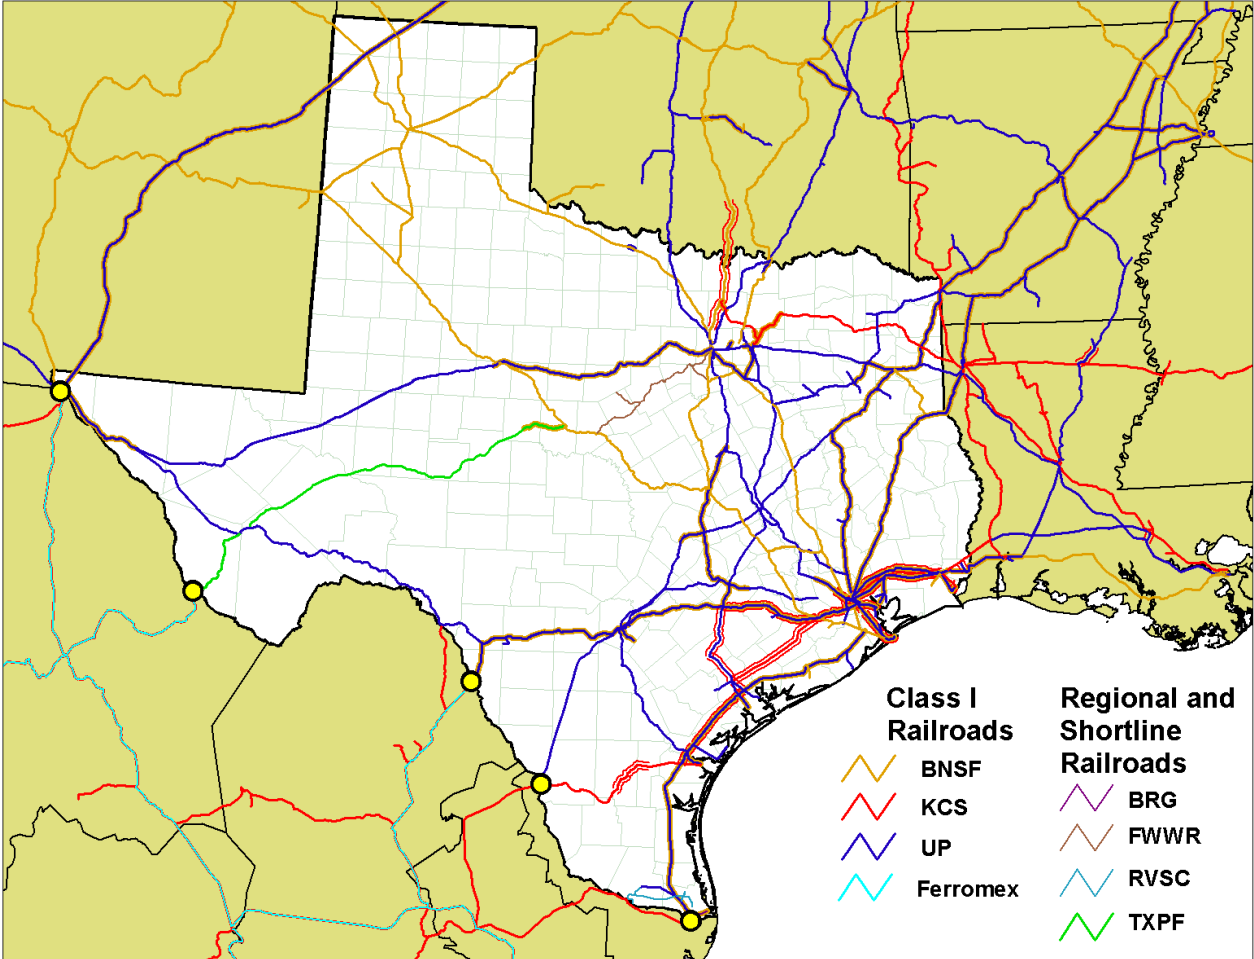 Class I
Railroads
BNSF
KCS
UP
Ferromex
Regional and
Shortline
Railroads
BRG
FWWR
RVSC
TXPF